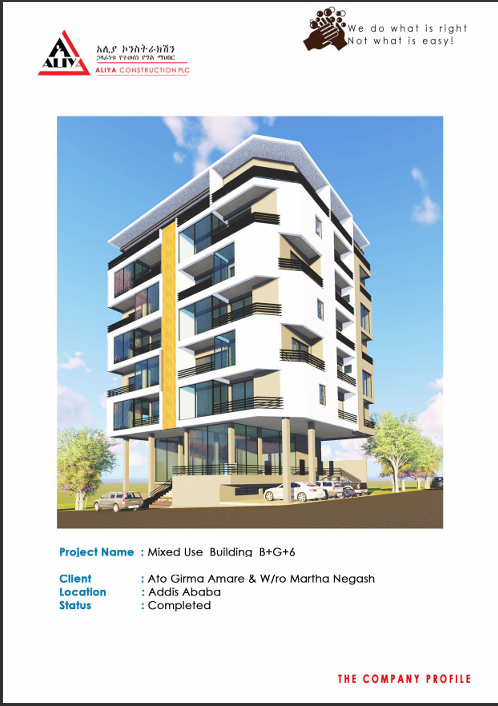 We do what is right
Not what is easy!
ALIYA
አሊያ ኮንስትራክሽን
ኃላፊነቱ የተወሰነ የግል ማህበር
ALIYA CONSTRUCTION PLC
Project Name : Mixed Use Building B+G+6
Client : Ato Girma Amare & W/ro Martha Negash
Location : Addis Ababa
Status : Completed
THE COMPANY PROFILE